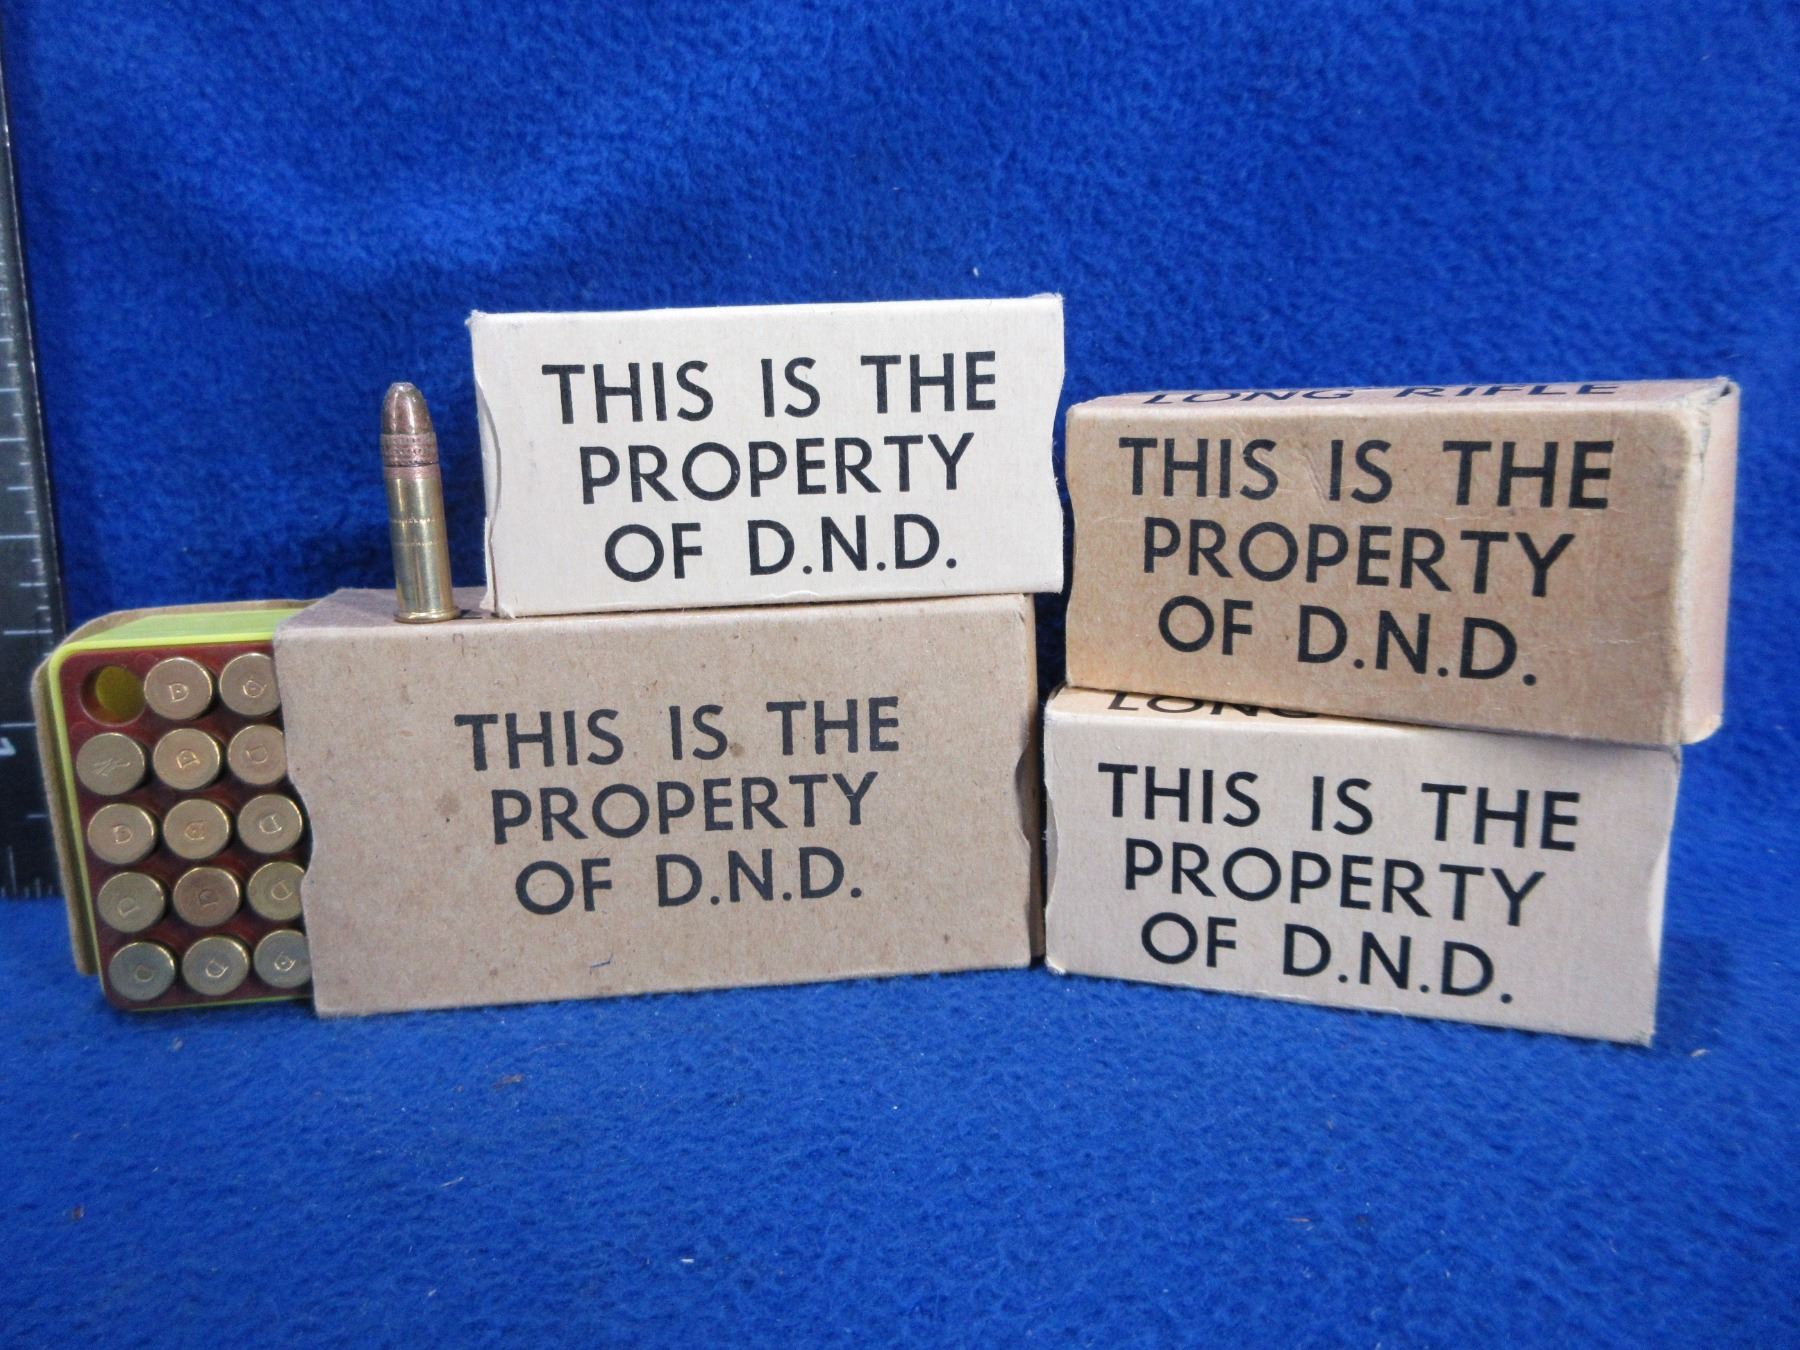 THIS IS THE
PROPERTY
OF D.N.D.
LONG RIFLE
THIS IS THE
PROPERTY
OF D.N.D.
THIS IS THE
PROPERTY
OF D.N.D.
LONG
THIS IS THE
PROPERTY
OF D.N.D.